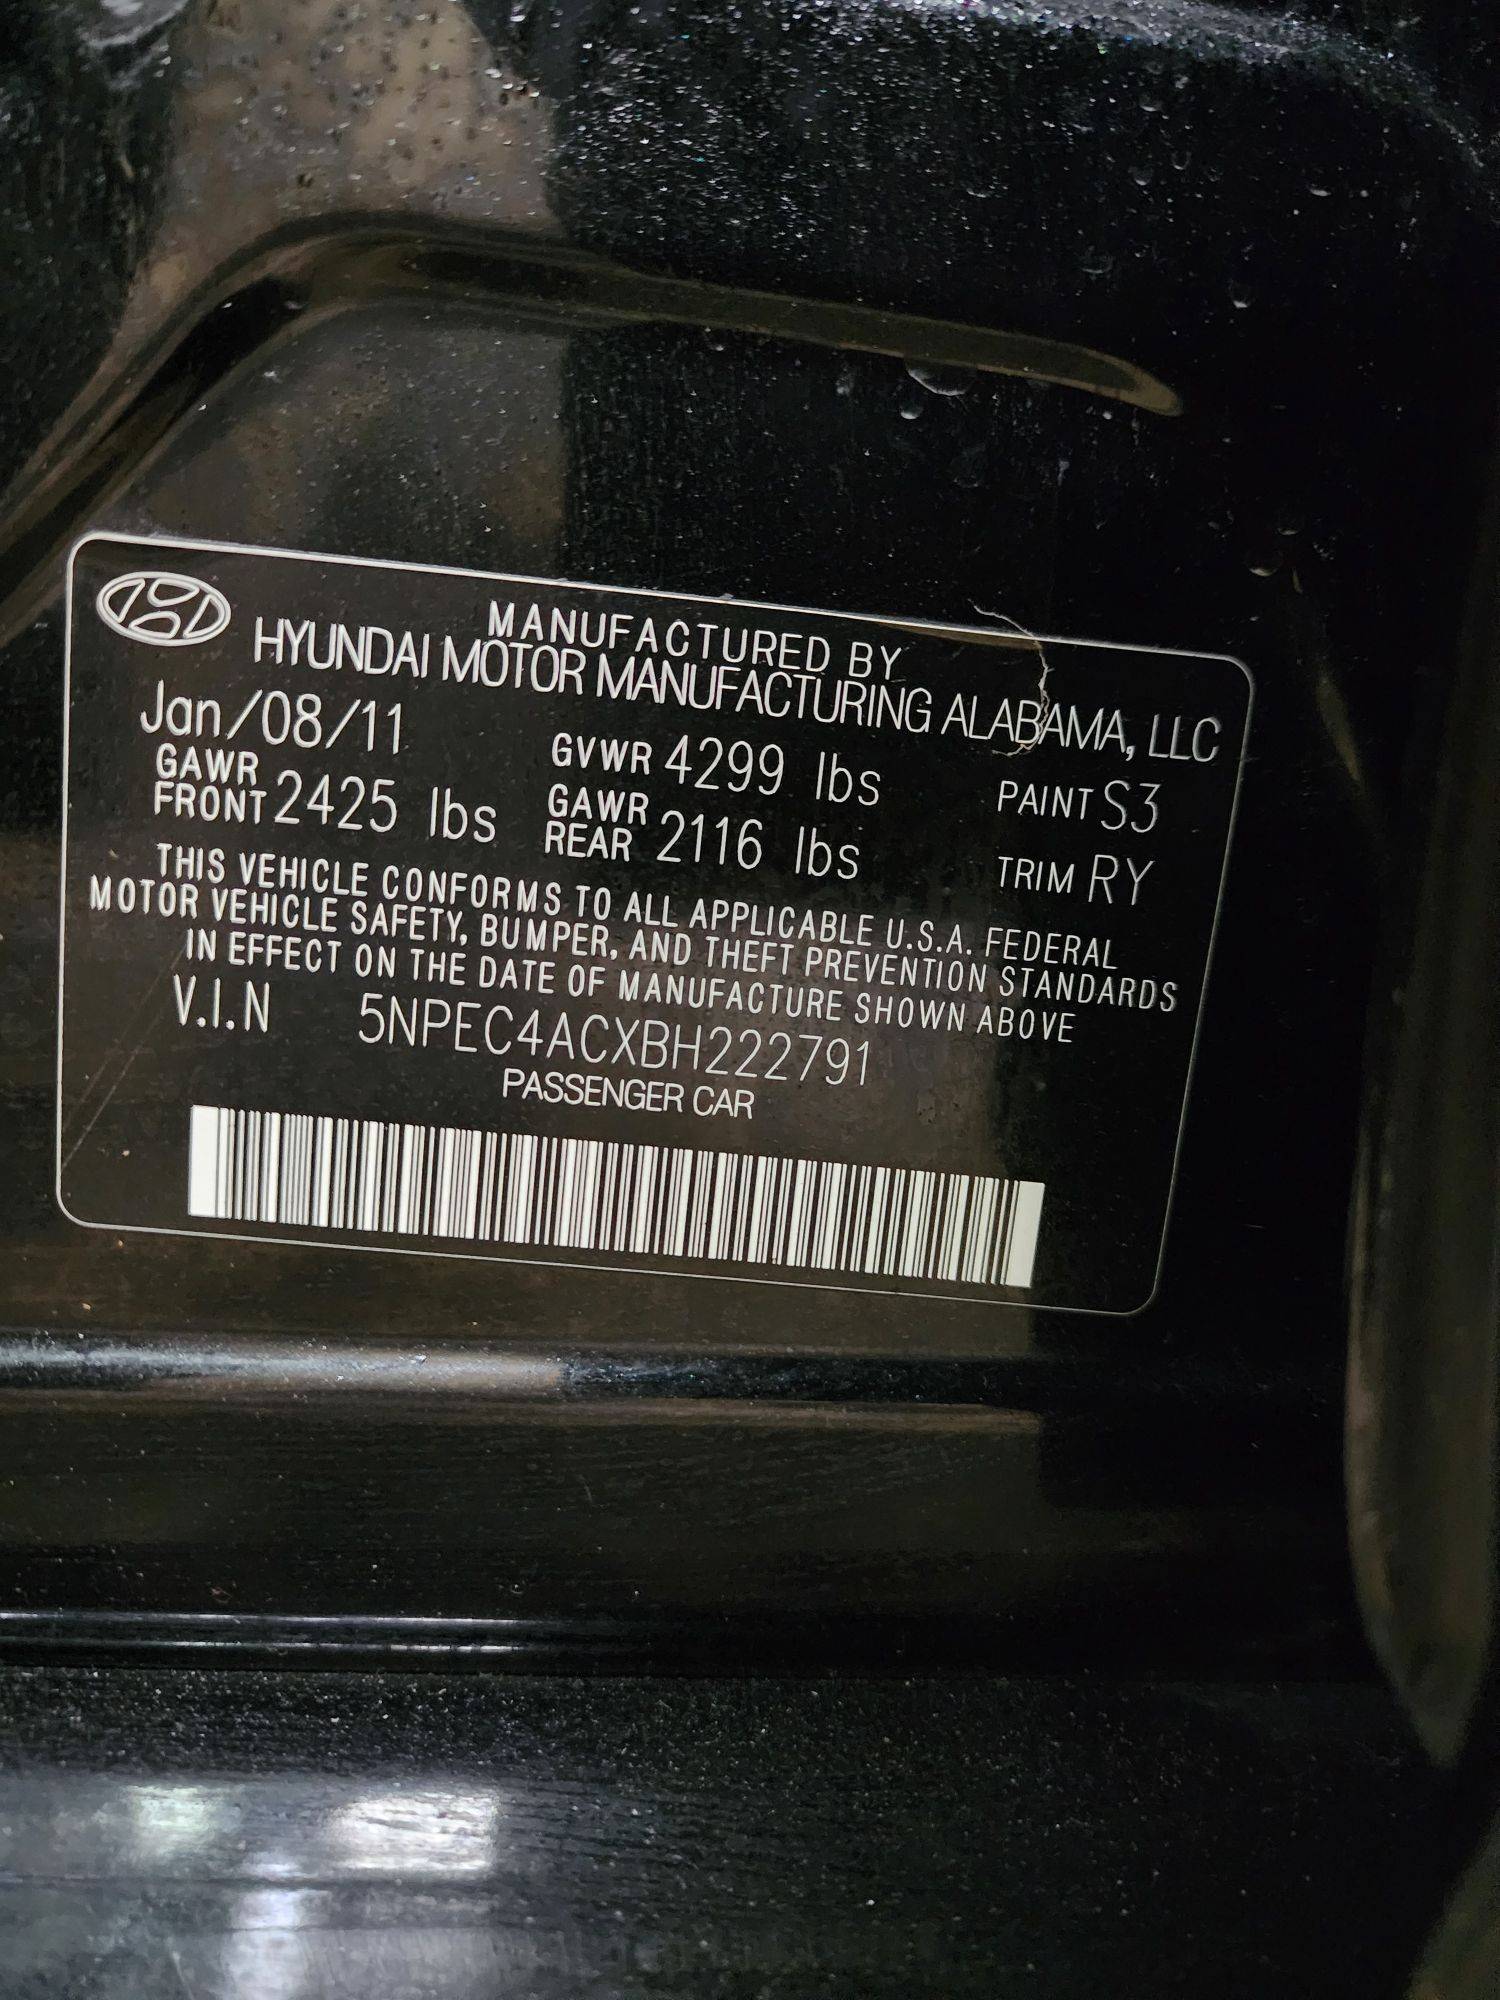 MANUFACTURED BY
HYUNDAI MOTOR MANUFACTURING ALABAMA, LLC
Jan/08/11 GVWR 4299 lbs PAINT S3
GAWR FRONT 2425 lbs GAWR REAR 2116 lbs TRIM RY
THIS VEHICLE CONFORMS TO ALL APPLICABLE U.S.A. FEDERAL
MOTOR VEHICLE SAFETY, BUMPER, AND THEFT PREVENTION STANDARDS
IN EFFECT ON THE DATE OF MANUFACTURE SHOWN ABOVE
V.I.N 5NPEC4ACXBH222791
PASSENGER CAR